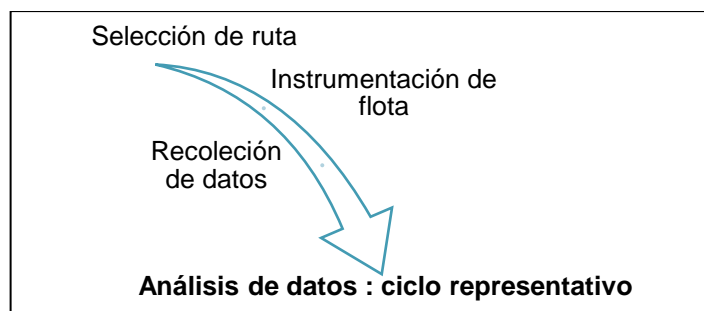 Selección de ruta
Instrumentación de
flota
Recoleción
de datos
Análisis de datos : ciclo representativo